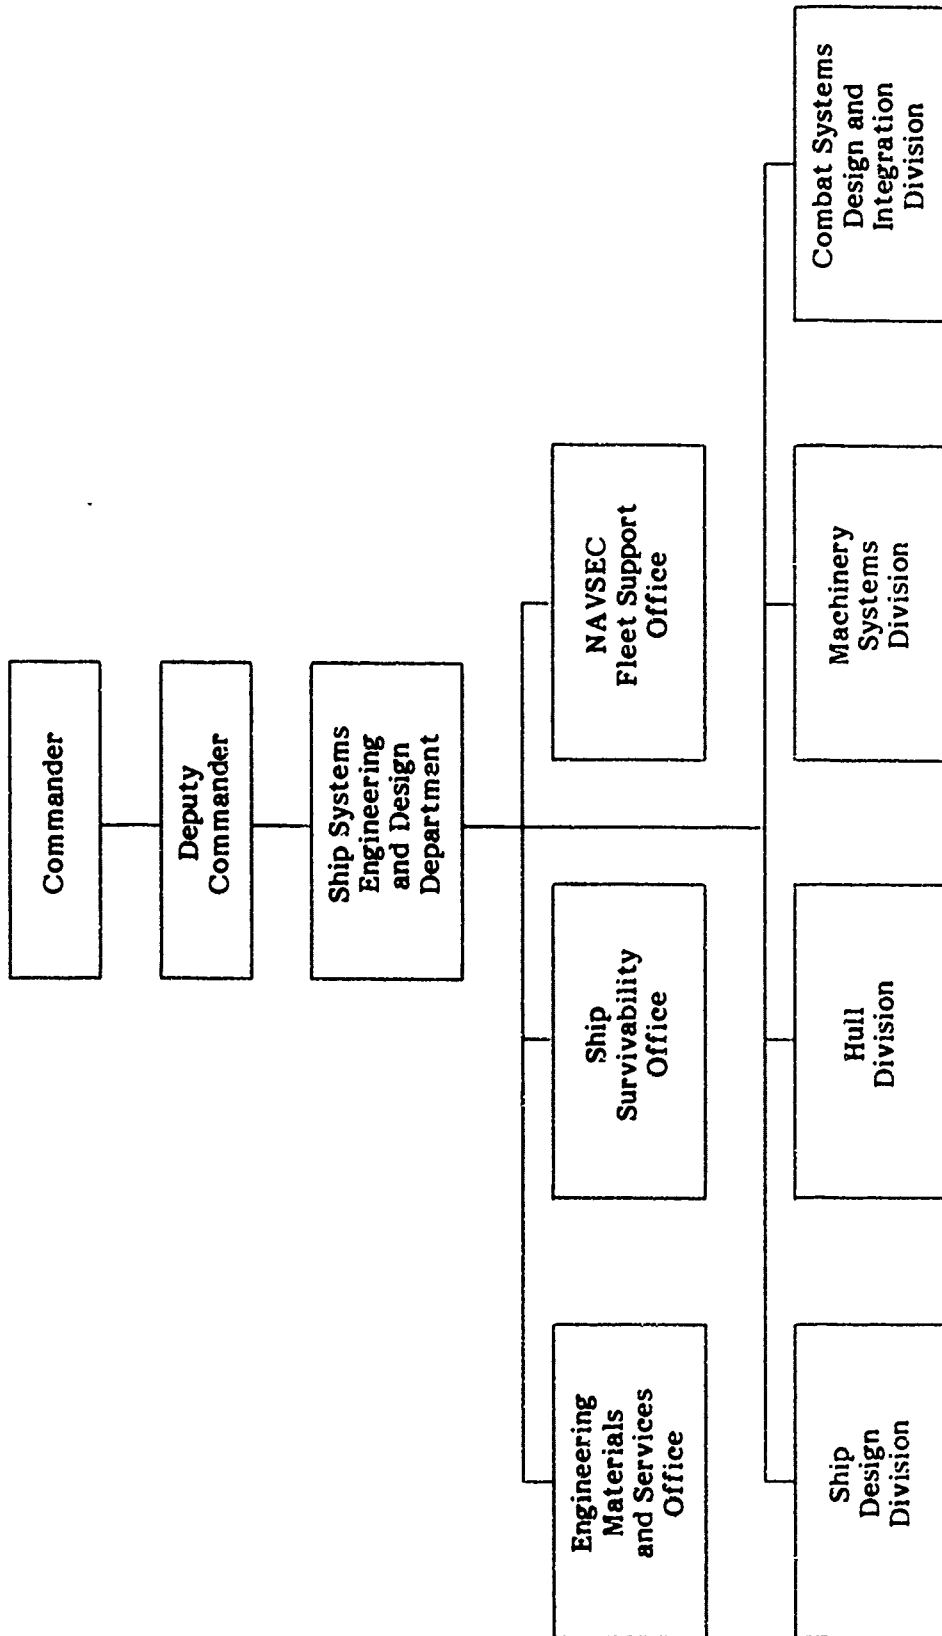 Commander
Deputy
Commander
Ship Systems
Engineering
and Design
Department
Engineering
Materials
and Services
Office
Ship
Survivability
Office
NAVSEC
Fleet Support
Office
Ship
Design
Division
Hull
Division
Machinery
Systems
Division
Combat Systems
Design and
Integration
Division